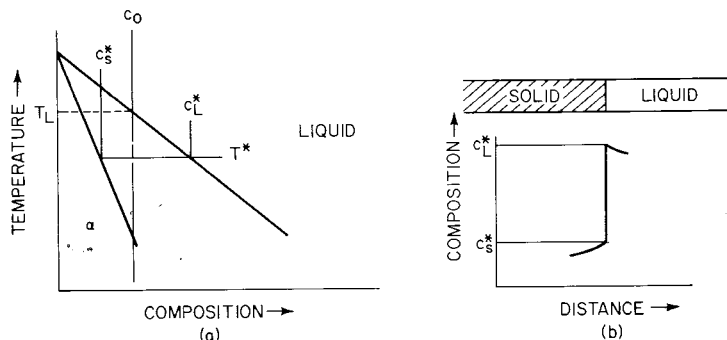 TEMPERATURE →
C₀
C*S
C*L
TL
T*
LIQUID
α
COMPOSITION →
(a)
SOLID
LIQUID
COMPOSITION →
C*L
C*S
DISTANCE →
(b)